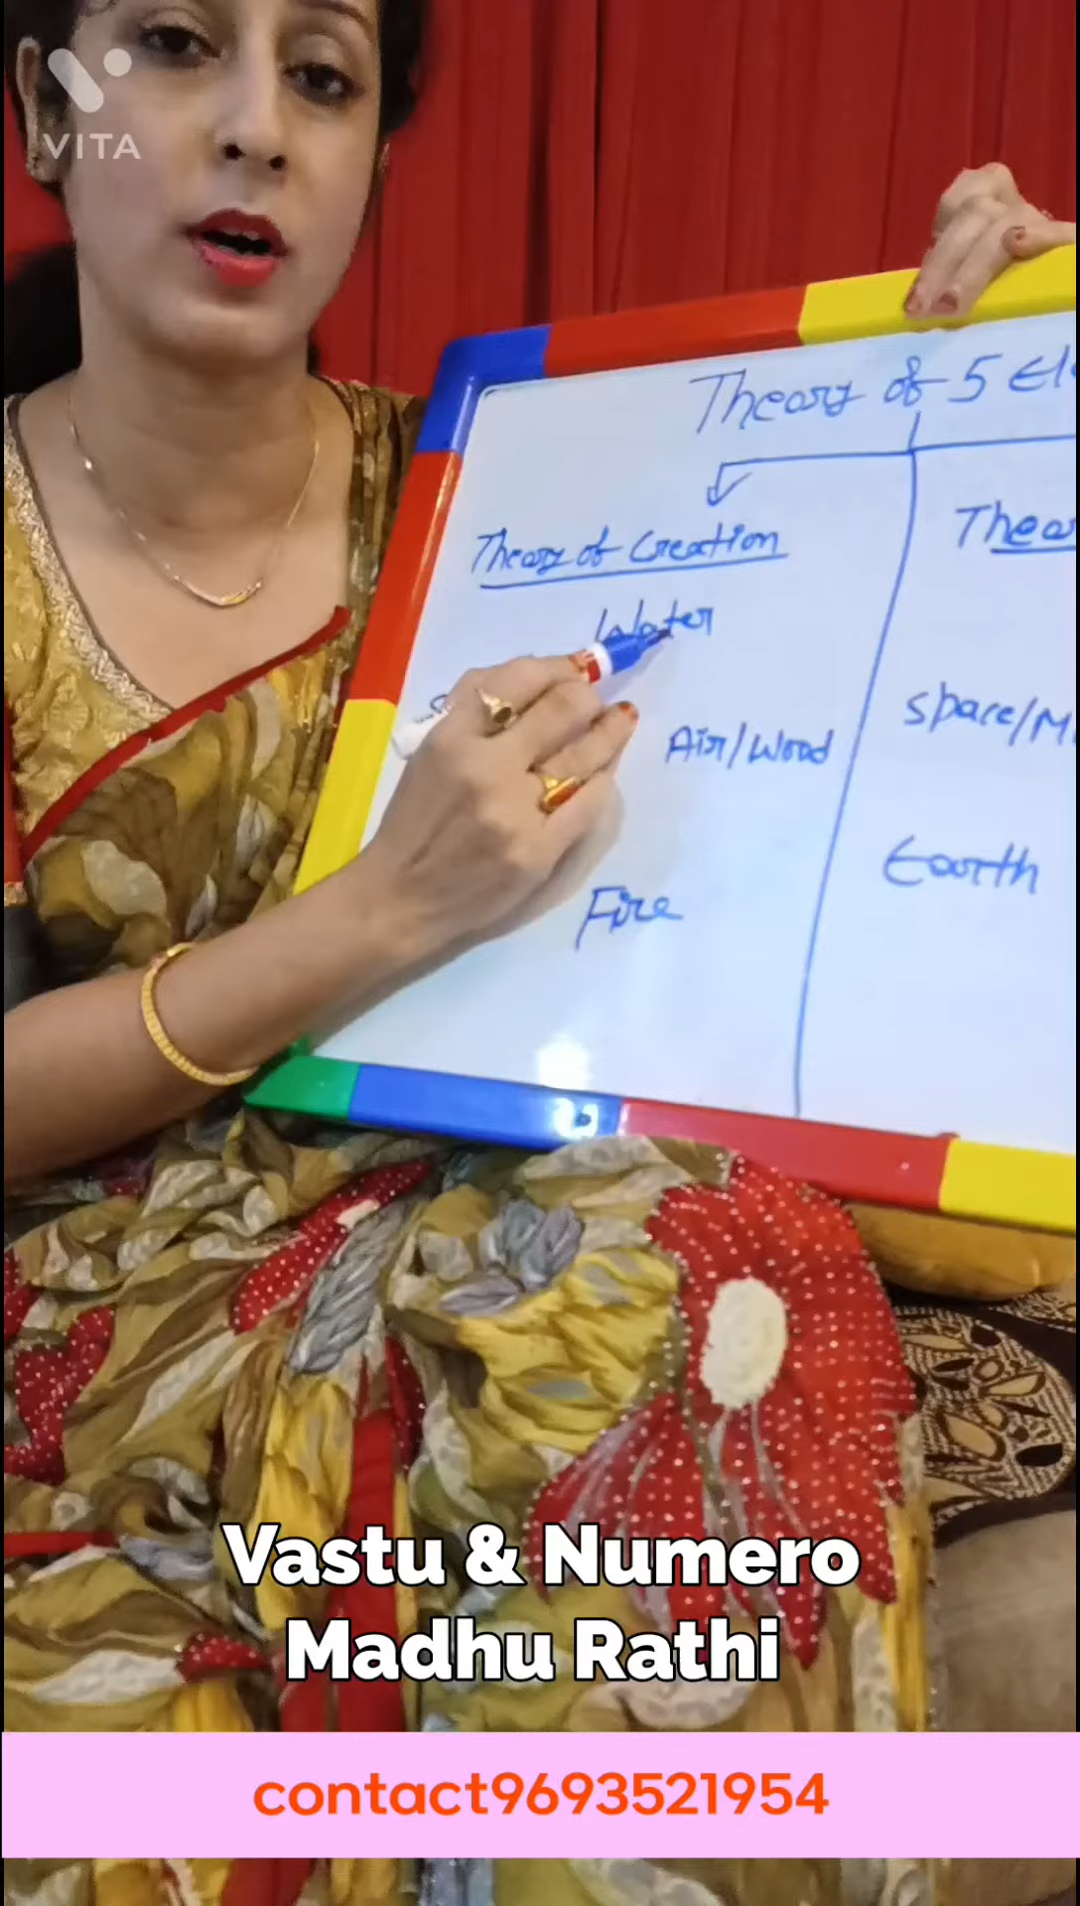 VITA
Theory of 5 El
Theory of Creation
Theo
Water
Space/M
Air/Wood
Earth
Fire
Vastu & Numero
Madhu Rathi
contact9693521954